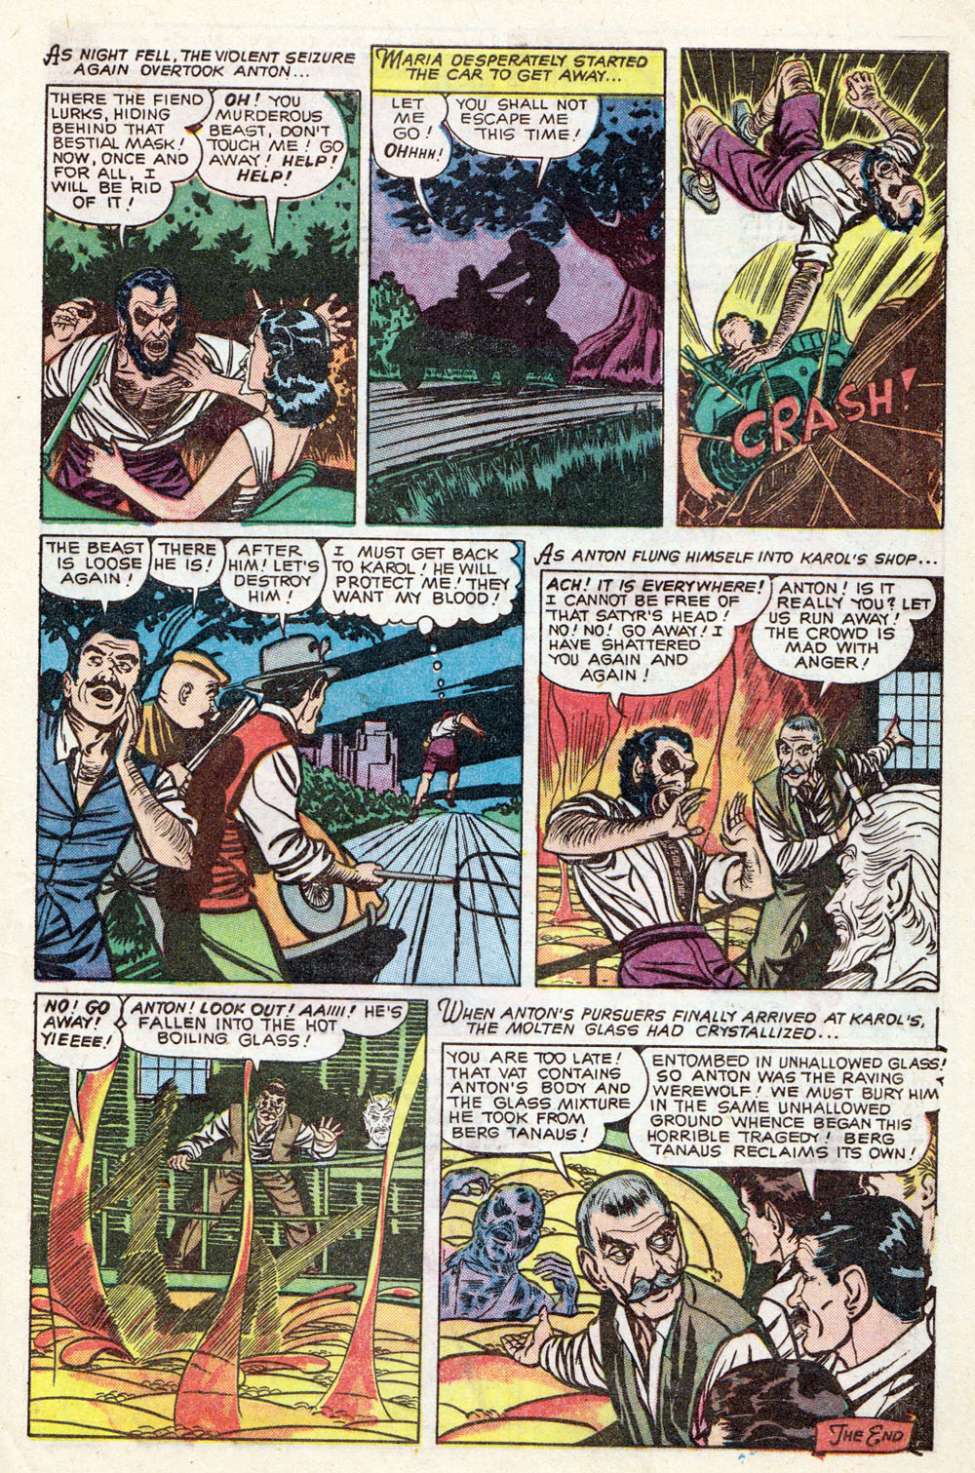 AS NIGHT FELL, THE VIOLENT SEIZURE
AGAIN OVERTOOK ANTON...
THERE THE FIEND
LURKS, HIDING
BEHIND THAT
BESTIAL MASK!
NOW, ONCE AND
FOR ALL, I
WILL BE RID
OF IT!
OH! YOU
MURDEROUS
BEAST, DON'T
TOUCH ME! GO
AWAY! HELP!
HELP!
MARIA DESPERATELY STARTED
THE CAR TO GET AWAY...
LET
ME
GO!
OHHHH!
YOU SHALL NOT
ESCAPE ME
THIS TIME!
CRASH!
THE BEAST
IS LOOSE
AGAIN!
THERE
HE IS!
AFTER
HIM! LET'S
DESTROY
HIM!
I MUST GET BACK
TO KAROL! HE WILL
PROTECT ME! THEY
WANT MY BLOOD!
AS ANTON FLUNG HIMSELF INTO KAROL'S SHOP...
ACH! IT IS EVERYWHERE!
I CANNOT BE FREE OF
THAT SATYR'S HEAD!
NO! NO! GO AWAY! I
HAVE SHATTERED
YOU AGAIN AND
AGAIN!
ANTON! IS IT
REALLY YOU? LET
US RUN AWAY!
THE CROWD IS
MAD WITH
ANGER!
NO! GO
AWAY!
YIEEEE!
ANTON! LOOK OUT! AAIIII! HE'S
FALLEN INTO THE HOT
BOILING GLASS!
WHEN ANTON'S PURSUERS FINALLY ARRIVED AT KAROL'S,
THE MOLTEN GLASS HAD CRYSTALLIZED...
YOU ARE TOO LATE!
THAT VAT CONTAINS
ANTON'S BODY AND
THE GLASS MIXTURE
HE TOOK FROM
BERG TANAUS!
ENTOMBED IN UNHALLOWED GLASS!
SO ANTON WAS THE RAVING
WEREWOLF! WE MUST BURY HIM
IN THE SAME UNHALLOWED
GROUND WHENCE BEGAN THIS
HORRIBLE TRAGEDY! BERG
TANAUS RECLAIMS ITS OWN!
THE END